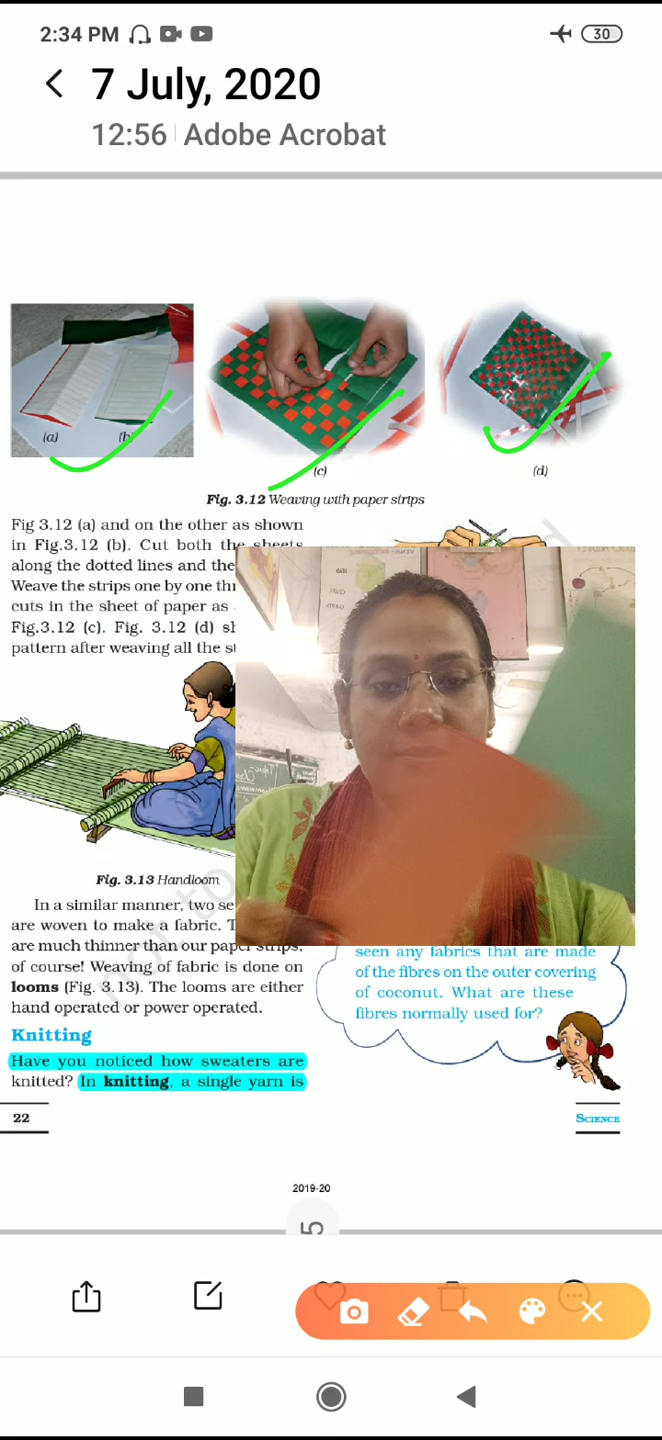 2:34 PM
30
7 July, 2020
12:56 | Adobe Acrobat
(a)
(b)
(c)
(d)
Fig. 3.12 Weaving with paper strips
Fig 3.12 (a) and on the other as shown
in Fig.3.12 (b). Cut both the sheets
along the dotted lines and the
Weave the strips one by one
cuts in the sheet of paper as
Fig.3.12 (c). Fig. 3.12 (d)
pattern after weaving all the
Fig. 3.13 Handloom
In a similar manner, two
are woven to make a fabric.
are much thinner than our paper strips,
of course! Weaving of fabric is done on
looms (Fig. 3.13). The looms are either
hand operated or power operated.
Knitting
Have you noticed how sweaters are
knitted? In knitting, a single yarn is
seen any fabrics that are made
of the fibres on the outer covering
of coconut. What are these
fibres normally used for?
22
SCIENCE
2019-20
5